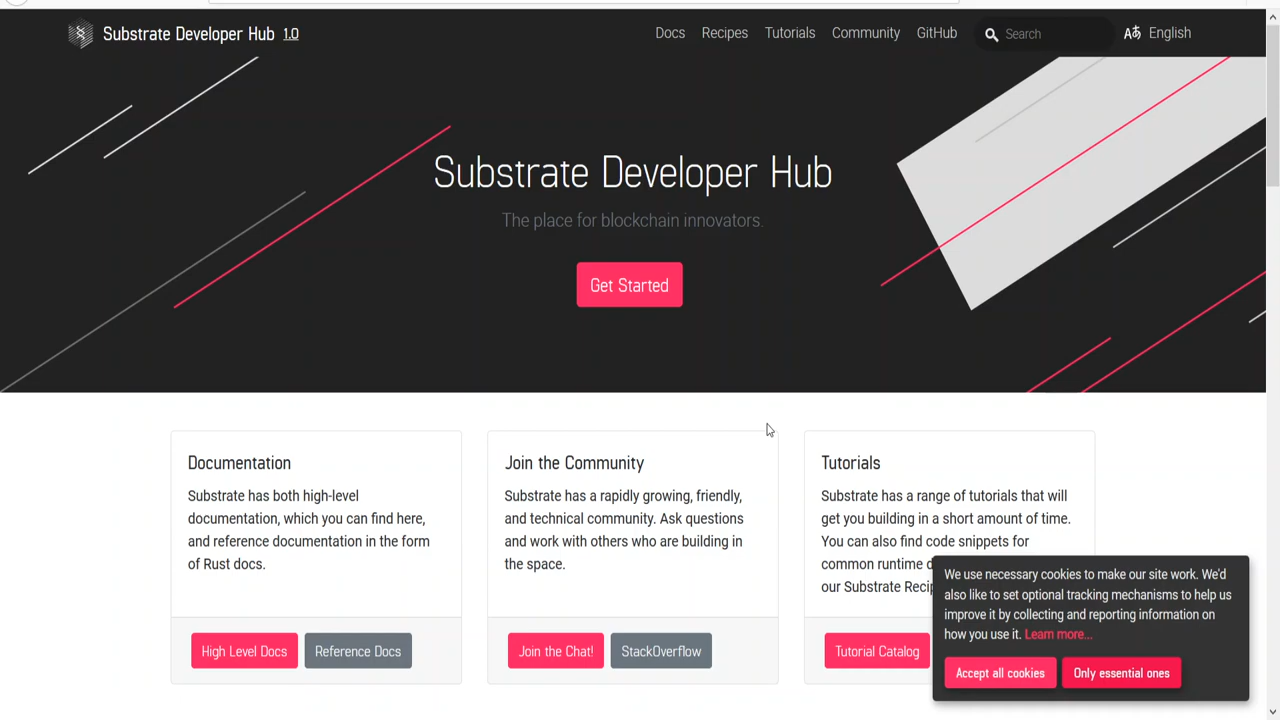 Substrate Developer Hub 1.0
Docs Recipes Tutorials Community GitHub Search Aあ English
Substrate Developer Hub
The place for blockchain innovators.
Get Started
Documentation
Substrate has both high-level
documentation, which you can find here,
and reference documentation in the form
of Rust docs.
High Level Docs Reference Docs
Join the Community
Substrate has a rapidly growing, friendly,
and technical community. Ask questions
and work with others who are building in
the space.
Join the Chat! StackOverflow
Tutorials
Substrate has a range of tutorials that will
get you building in a short amount of time.
You can also find code snippets for
common runtime
our Substrate
Tutorial Catalog
We use necessary cookies to make our site work. We'd
also like to set optional tracking mechanisms to help us
improve it by collecting and reporting information on
how you use it. Learn more...
Accept all cookies Only essential ones